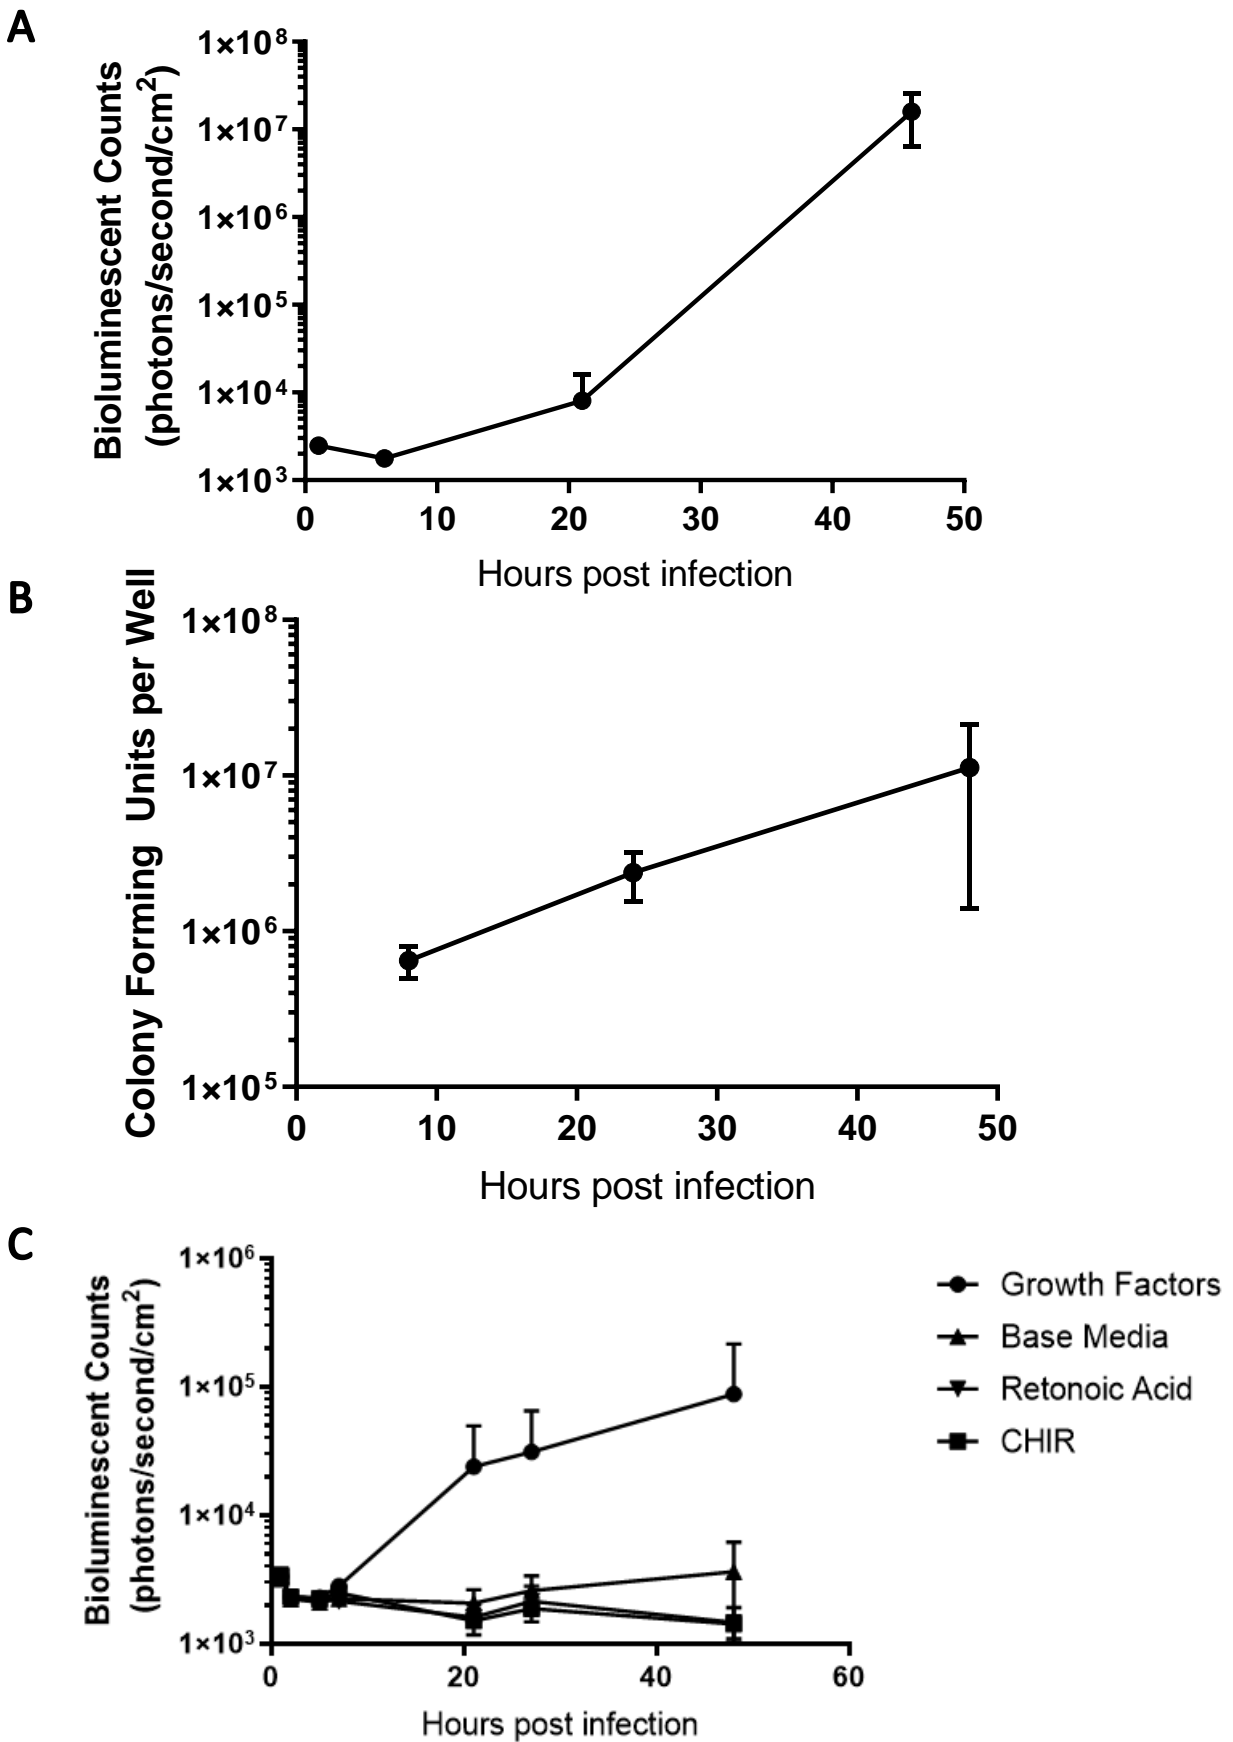 A
Bioluminescent Counts
(photons/second/cm²)
1×10⁸
1×10⁷
1×10⁶
1×10⁵
1×10⁴
1×10³
0 10 20 30 40 50
Hours post infection
B
Colony Forming Units per Well
1×10⁸
1×10⁷
1×10⁶
1×10⁵
0 10 20 30 40 50
Hours post infection
C
Bioluminescent Counts
(photons/second/cm²)
1×10⁶
1×10⁵
1×10⁴
1×10³
0 20 40 60
Hours post infection
Growth Factors
Base Media
Retonoic Acid
CHIR